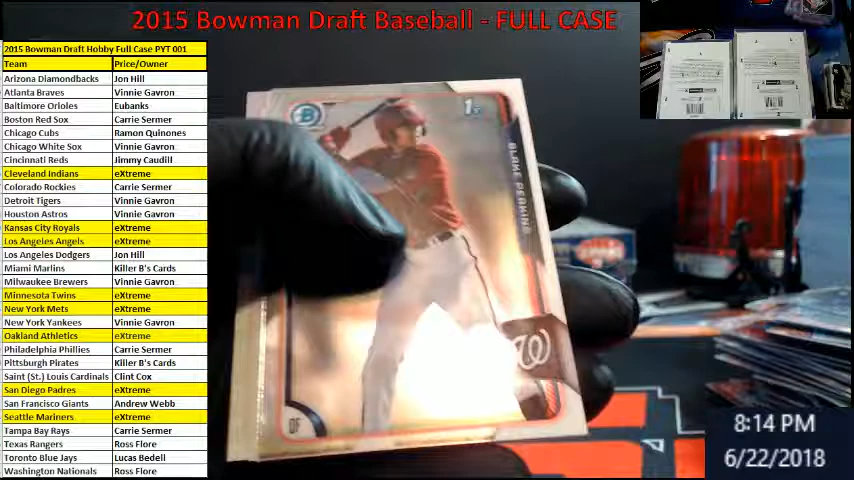 2015 Bowman Draft Baseball - FULL CASE
2015 Bowman Draft Hobby Full Case PYT 001
Team Price/Owner
Arizona Diamondbacks Jon Hill
Atlanta Braves Vinnie Gavron
Baltimore Orioles Eubanks
Boston Red Sox Carrie Sermer
Chicago Cubs Ramon Quinones
Chicago White Sox Vinnie Gavron
Cincinnati Reds Jimmy Caudill
Cleveland Indians eXtreme
Colorado Rockies Carrie Sermer
Detroit Tigers Vinnie Gavron
Houston Astros Vinnie Gavron
Kansas City Royals eXtreme
Los Angeles Angels eXtreme
Los Angeles Dodgers Jon Hill
Miami Marlins Killer B's Cards
Milwaukee Brewers Vinnie Gavron
Minnesota Twins eXtreme
New York Mets eXtreme
New York Yankees Vinnie Gavron
Oakland Athletics eXtreme
Philadelphia Phillies Carrie Sermer
Pittsburgh Pirates Killer B's Cards
Saint (St.) Louis Cardinals Clint Cox
San Diego Padres eXtreme
San Francisco Giants Andrew Webb
Seattle Mariners eXtreme
Tampa Bay Rays Carrie Sermer
Texas Rangers Ross Flore
Toronto Blue Jays Lucas Bedell
Washington Nationals Ross Flore
B
1st
BLAKE PERKINS
W
OF
8:14 PM
6/22/2018